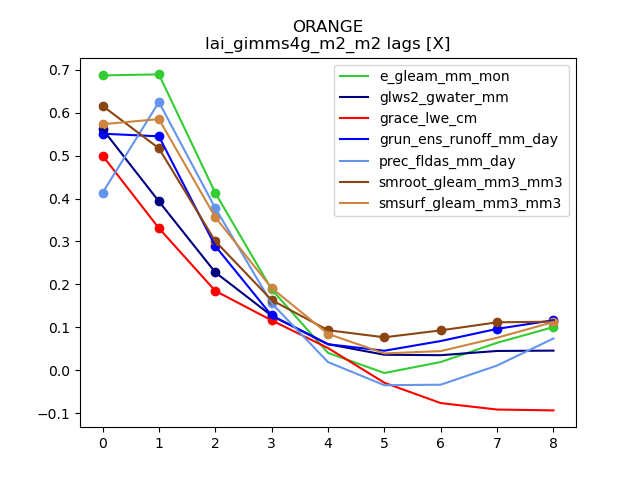 ORANGE
lai_gimms4g_m2_m2 lags [X]
0.7
0.6
0.5
0.4
0.3
0.2
0.1
0.0
−0.1
0 1 2 3 4 5 6 7 8
e_gleam_mm_mon
glws2_gwater_mm
grace_lwe_cm
grun_ens_runoff_mm_day
prec_fldas_mm_day
smroot_gleam_mm3_mm3
smsurf_gleam_mm3_mm3